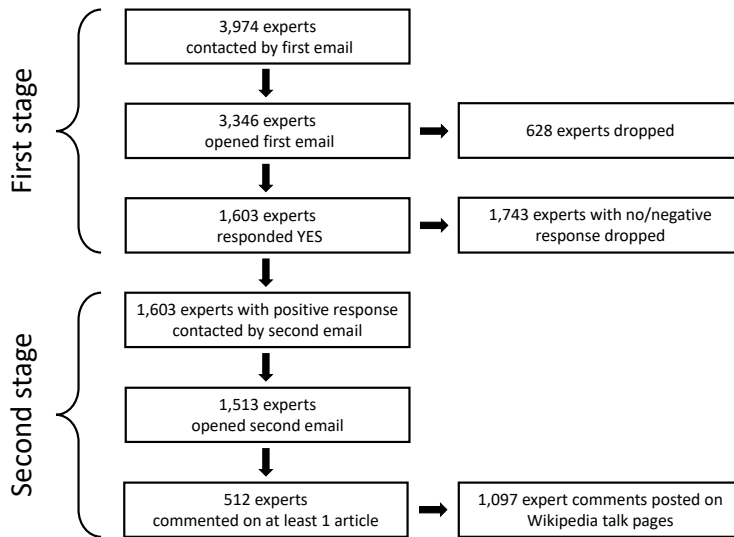 First stage
3,974 experts
contacted by first email
3,346 experts
opened first email
628 experts dropped
1,603 experts
responded YES
1,743 experts with no/negative
response dropped
Second stage
1,603 experts with positive response
contacted by second email
1,513 experts
opened second email
512 experts
commented on at least 1 article
1,097 expert comments posted on
Wikipedia talk pages